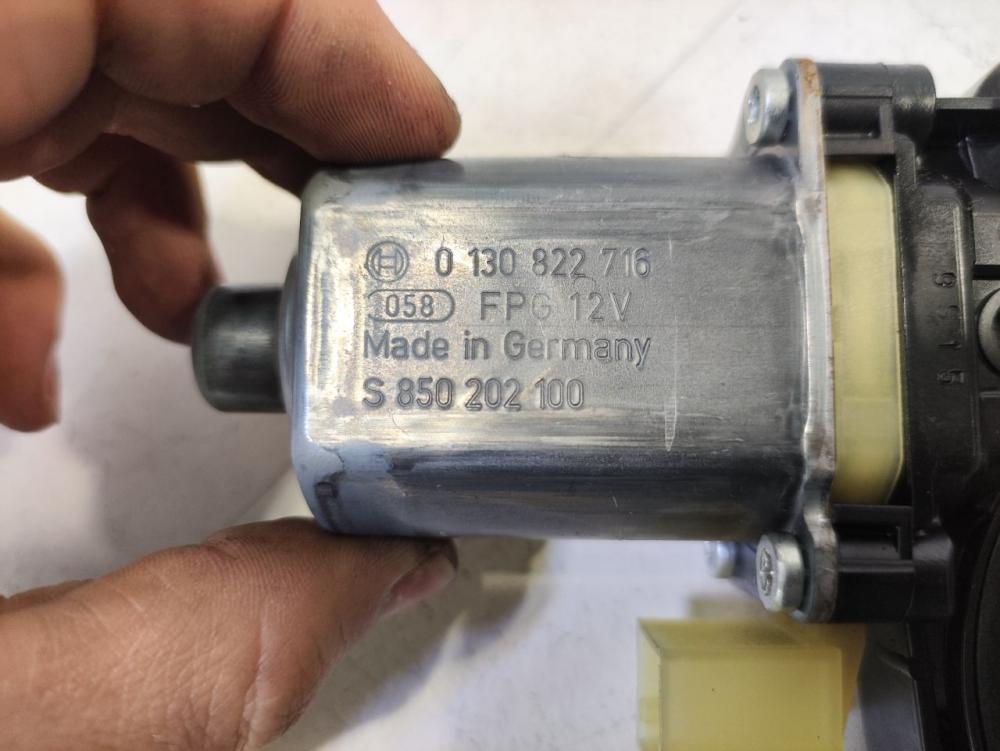 0 130 822 716
058 FPG 12V
Made in Germany
S 850 202 100